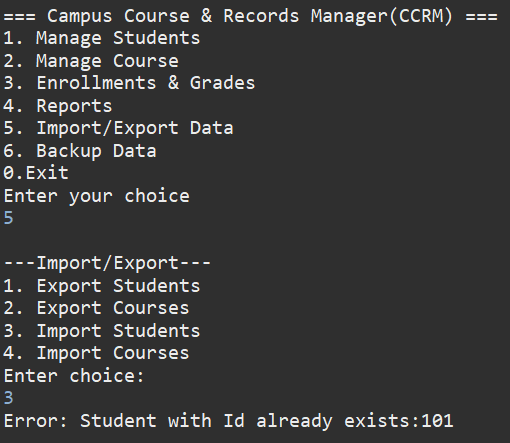 === Campus Course & Records Manager(CCRM) ===
1. Manage Students
2. Manage Course
3. Enrollments & Grades
4. Reports
5. Import/Export Data
6. Backup Data
0.Exit
Enter your choice
5
---Import/Export---
1. Export Students
2. Export Courses
3. Import Students
4. Import Courses
Enter choice:
3
Error: Student with Id already exists:101